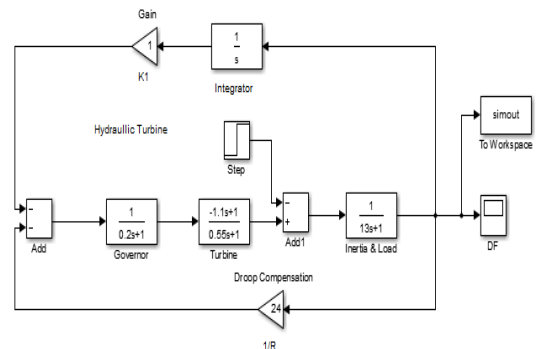 Gain
1
K1
1
s
Integrator
simout
To Workspace
Hydraullic Turbine
Step
-
-
Add
1
0.2s+1
Governor
-1.1s+1
0.55s+1
Turbine
-
+
Add1
1
13s+1
Inertia & Load
DF
Droop Compensation
24
1/R